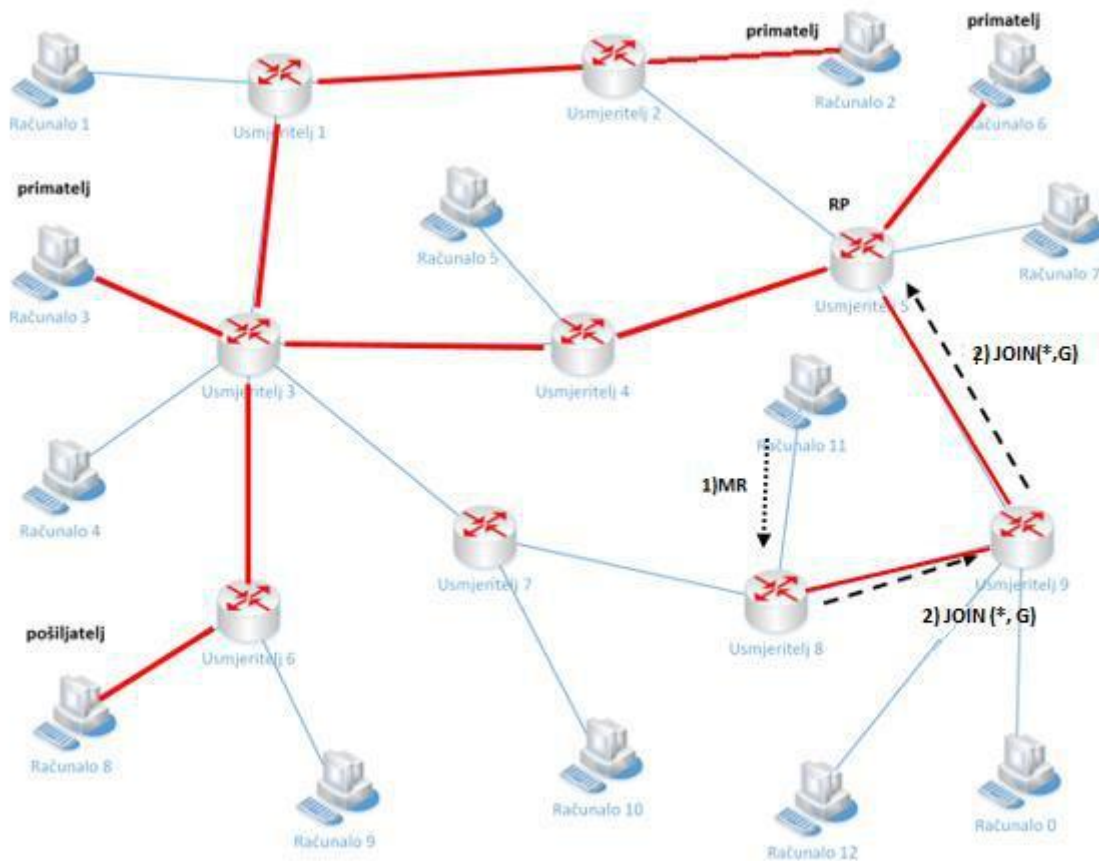 primatelj
primatelj
Računalo 1
Usmjeritelj 1
Usmjeritelj 2
Računalo 2
Računalo 6
primatelj
RP
Računalo 5
Računalo 7
Računalo 3
Usmjeritelj 5
Usmjeritelj 3
Usmjeritelj 4
2) JOIN(*,G)
Računalo 11
1)MR
Računalo 4
Usmjeritelj 7
Usmjeritelj 9
2) JOIN (*, G)
pošiljatelj
Usmjeritelj 6
Usmjeritelj 8
Računalo 8
Računalo 10
Računalo 0
Računalo 9
Računalo 12